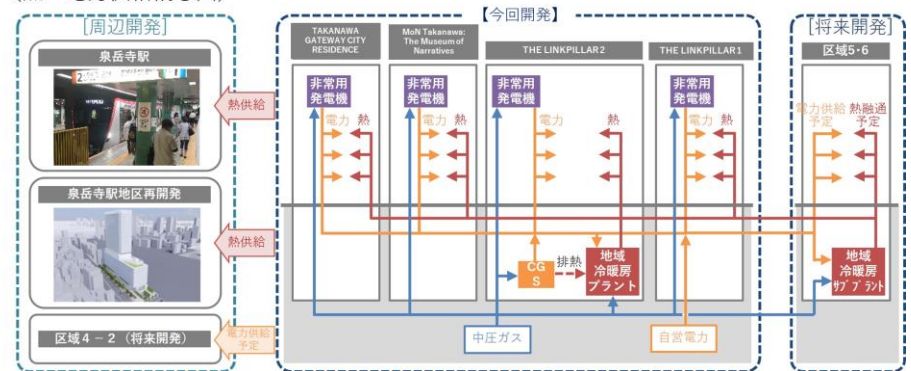 【今回開発】
[周辺開発]
[将来開発]
泉岳寺駅
熱供給
泉岳寺駅地区再開発
熱供給
区域4-2（将来開発）
電力供給
予定
TAKANAWA
GATEWAY CITY
RESIDENCE
MoN Takanawa:
The Museum of
Narratives
THE LINKPILLAR2
THE LINKPILLAR1
区域5・6
非常用
発電機
電力
熱
非常用
発電機
電力
熱
非常用
発電機
電力
熱
非常用
発電機
電力
熱
電力供給
予定
熱融通
予定
CG
S
排熱
地域
冷暖房
プラント
地域
冷暖房
サブプラント
中圧ガス
自営電力